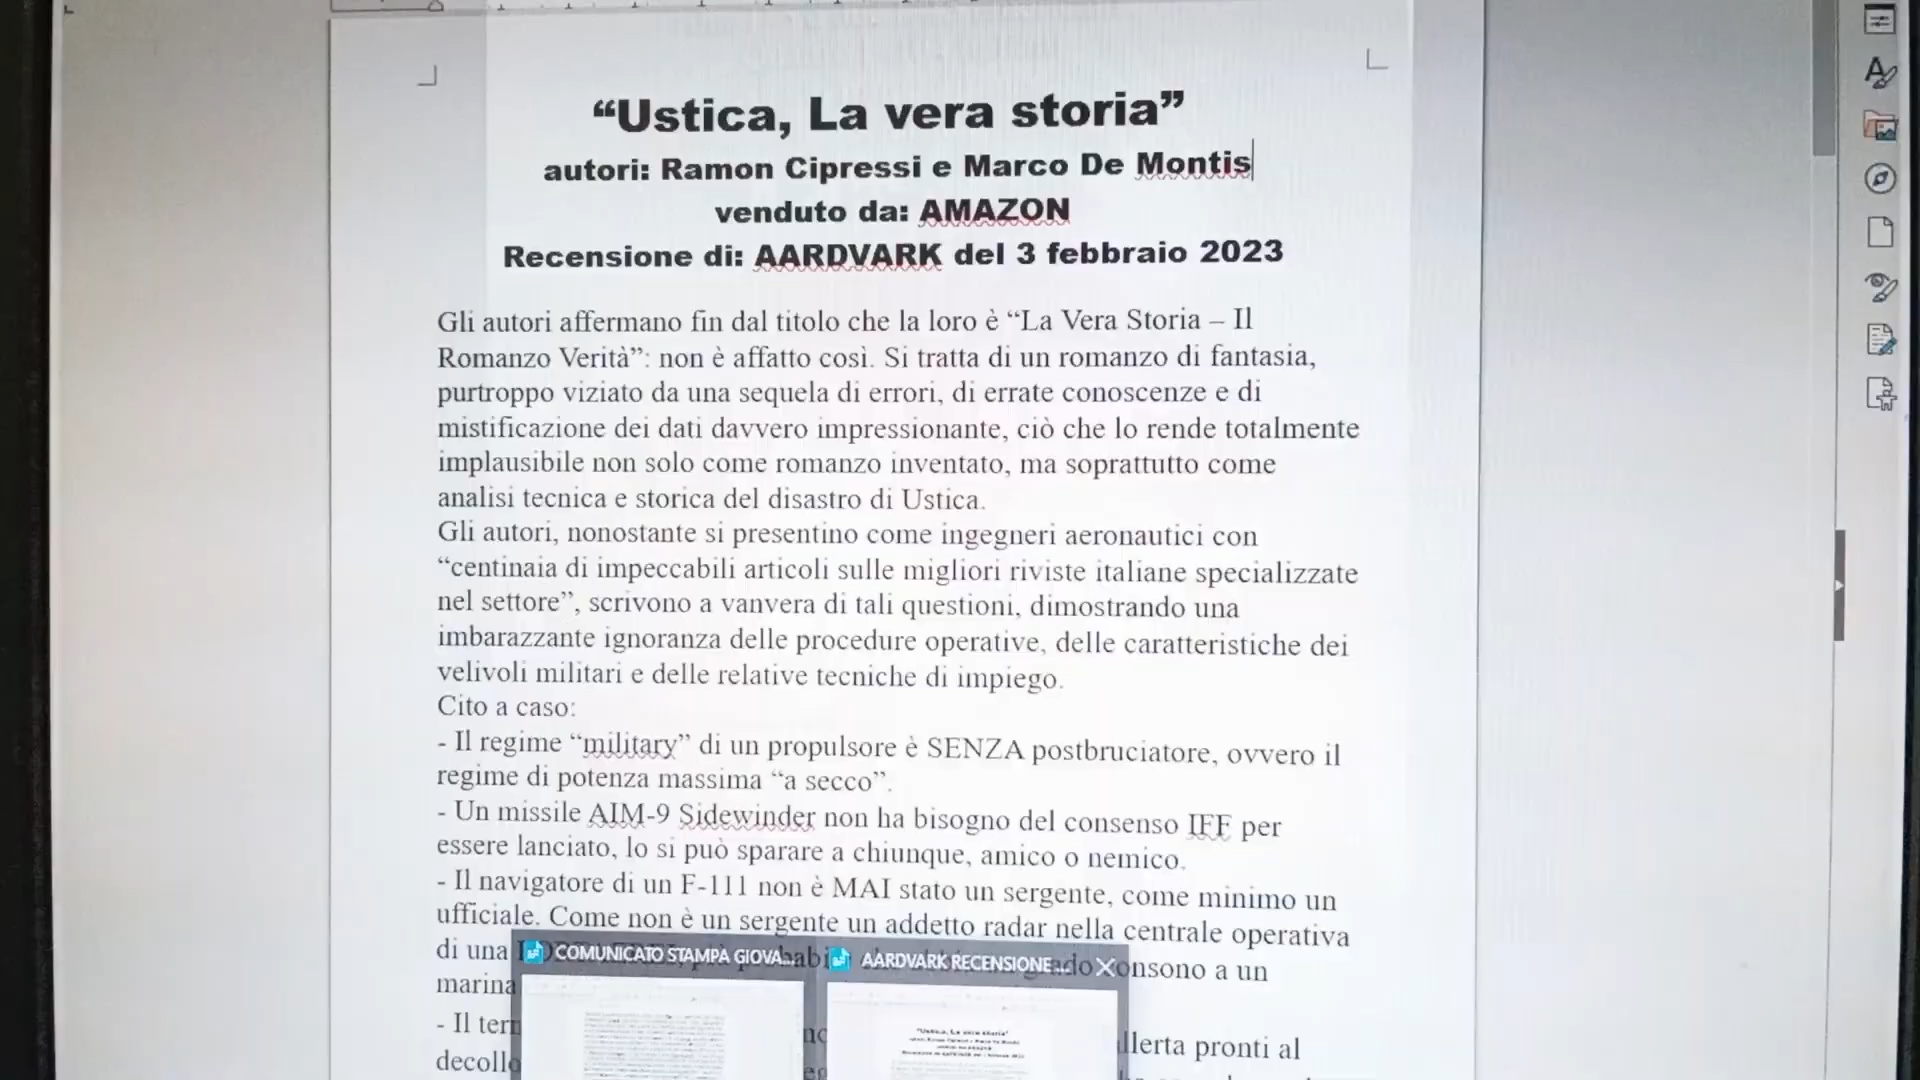 “Ustica, La vera storia”
autori: Ramon Cipressi e Marco De Montis
venduto da: AMAZON
Recensione di: AARDVARK del 3 febbraio 2023
Gli autori affermano fin dal titolo che la loro è “La Vera Storia – Il
Romanzo Verità”: non è affatto così. Si tratta di un romanzo di fantasia,
purtroppo viziato da una sequela di errori, di errate conoscenze e di
mistificazione dei dati davvero impressionante, ciò che lo rende totalmente
implausibile non solo come romanzo inventato, ma soprattutto come
analisi tecnica e storica del disastro di Ustica.
Gli autori, nonostante si presentino come ingegneri aeronautici con
“centinaia di impeccabili articoli sulle migliori riviste italiane specializzate
nel settore”, scrivono a vanvera di tali questioni, dimostrando una
imbarazzante ignoranza delle procedure operative, delle caratteristiche dei
velivoli militari e delle relative tecniche di impiego.
Cito a caso:
- Il regime “military” di un propulsore è SENZA postbruciatore, ovvero il
regime di potenza massima “a secco”.
- Un missile AIM-9 Sidewinder non ha bisogno del consenso IFF per
essere lanciato, lo si può sparare a chiunque, amico o nemico.
- Il navigatore di un F-111 non è MAI stato un sergente, come minimo un
ufficiale. Come non è un sergente un addetto radar nella centrale operativa
di una
COMUNICATO STAMPA GIOVA...
AARDVARK RECENSIONE ...
consono a un
marina
- Il
allerta pronti al
decollo
“Ustica, La vera storia”